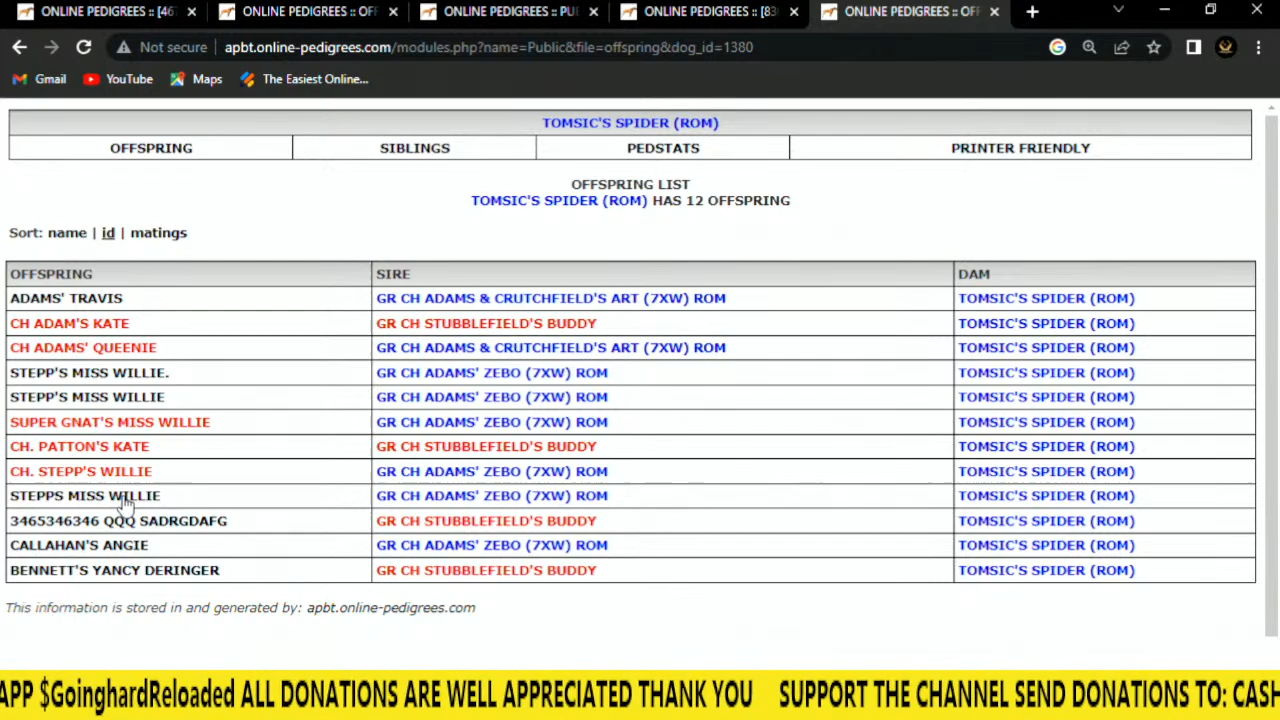 ONLINE PEDIGREES :: [467
ONLINE PEDIGREES :: OFF
ONLINE PEDIGREES :: PUI
ONLINE PEDIGREES :: [830
ONLINE PEDIGREES :: OFF
Not secure apbt.online-pedigrees.com/modules.php?name=Public&file=offspring&dog_id=1380
Gmail YouTube Maps The Easiest Online...
TOMSIC'S SPIDER (ROM)
OFFSPRING SIBLINGS PEDSTATS PRINTER FRIENDLY
OFFSPRING LIST
TOMSIC'S SPIDER (ROM) HAS 12 OFFSPRING
Sort: name | id | matings
OFFSPRING SIRE DAM
ADAMS' TRAVIS GR CH ADAMS & CRUTCHFIELD'S ART (7XW) ROM TOMSIC'S SPIDER (ROM)
CH ADAM'S KATE GR CH STUBBLEFIELD'S BUDDY TOMSIC'S SPIDER (ROM)
CH ADAMS' QUEENIE GR CH ADAMS & CRUTCHFIELD'S ART (7XW) ROM TOMSIC'S SPIDER (ROM)
STEPP'S MISS WILLIE. GR CH ADAMS' ZEBO (7XW) ROM TOMSIC'S SPIDER (ROM)
STEPP'S MISS WILLIE GR CH ADAMS' ZEBO (7XW) ROM TOMSIC'S SPIDER (ROM)
SUPER GNAT'S MISS WILLIE GR CH ADAMS' ZEBO (7XW) ROM TOMSIC'S SPIDER (ROM)
CH. PATTON'S KATE GR CH STUBBLEFIELD'S BUDDY TOMSIC'S SPIDER (ROM)
CH. STEPP'S WILLIE GR CH ADAMS' ZEBO (7XW) ROM TOMSIC'S SPIDER (ROM)
STEPPS MISS WILLIE GR CH ADAMS' ZEBO (7XW) ROM TOMSIC'S SPIDER (ROM)
3465346346 QQQ SADRGDAFG GR CH STUBBLEFIELD'S BUDDY TOMSIC'S SPIDER (ROM)
CALLAHAN'S ANGIE GR CH ADAMS' ZEBO (7XW) ROM TOMSIC'S SPIDER (ROM)
BENNETT'S YANCY DERINGER GR CH STUBBLEFIELD'S BUDDY TOMSIC'S SPIDER (ROM)
This information is stored in and generated by: apbt.online-pedigrees.com
APP $GoinghardReloaded ALL DONATIONS ARE WELL APPRECIATED THANK YOU SUPPORT THE CHANNEL SEND DONATIONS TO: CASH